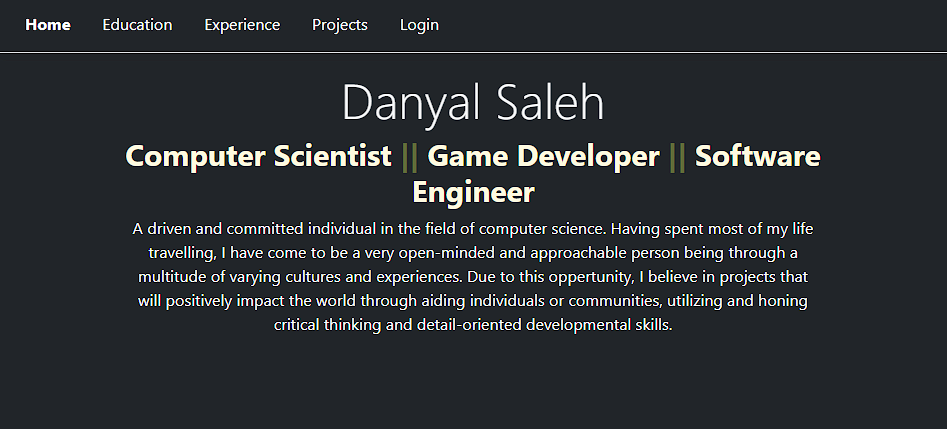 Home Education Experience Projects Login
Danyal Saleh
Computer Scientist || Game Developer || Software
Engineer
A driven and committed individual in the field of computer science. Having spent most of my life
travelling, I have come to be a very open-minded and approachable person being through a
multitude of varying cultures and experiences. Due to this oppertunity, I believe in projects that
will positively impact the world through aiding individuals or communities, utilizing and honing
critical thinking and detail-oriented developmental skills.